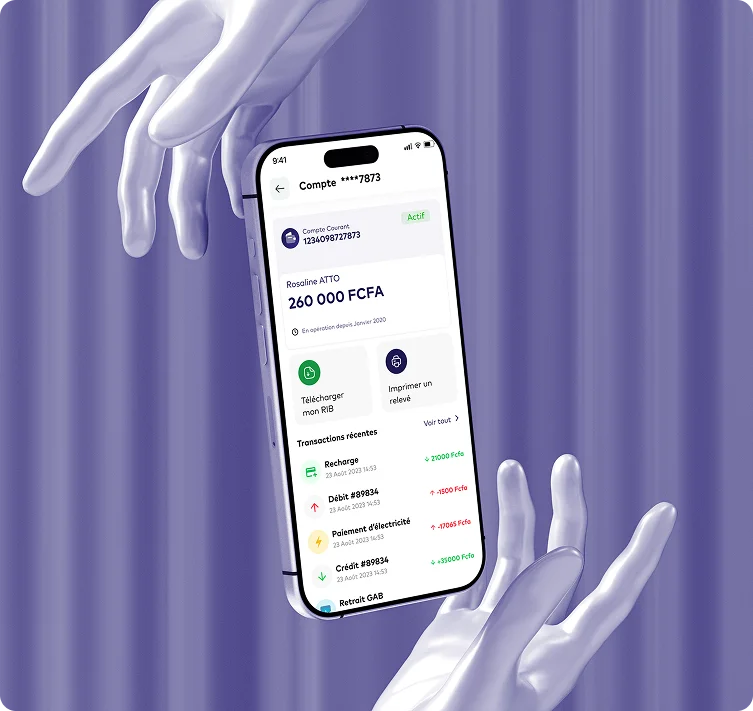 9:41
Compte ****7873
Compte Courant
1234098727873
Actif
Rosaline ATTO
260 000 FCFA
En opération depuis Janvier 2020
Télécharger
mon RIB
Imprimer un
relevé
Transactions récentes
Voir tout
Recharge
23 Août 2023 14:53
21000 Fcfa
Débit #89834
23 Août 2023 14:53
-1500 Fcfa
Paiement d'électricité
23 Août 2023 14:53
-17065 Fcfa
Crédit #89834
23 Août 2023 14:53
+35000 Fcfa
Retrait GAB